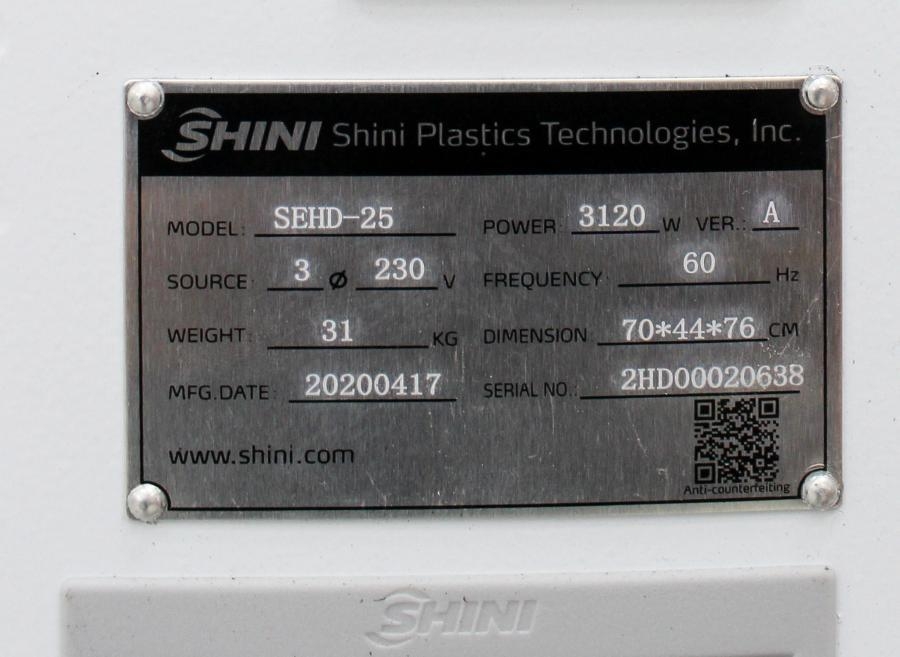 SHINI Shini Plastics Technologies, Inc.
MODEL: SEHD-25 POWER: 3120 W VER.: A
SOURCE: 3 Ø 230 V FREQUENCY: 60 Hz
WEIGHT: 31 KG DIMENSION: 70*44*76 CM
MFG.DATE: 20200417 SERIAL NO.: 2HD00020638
www.shini.com
Anti-counterfeiting
SHINI